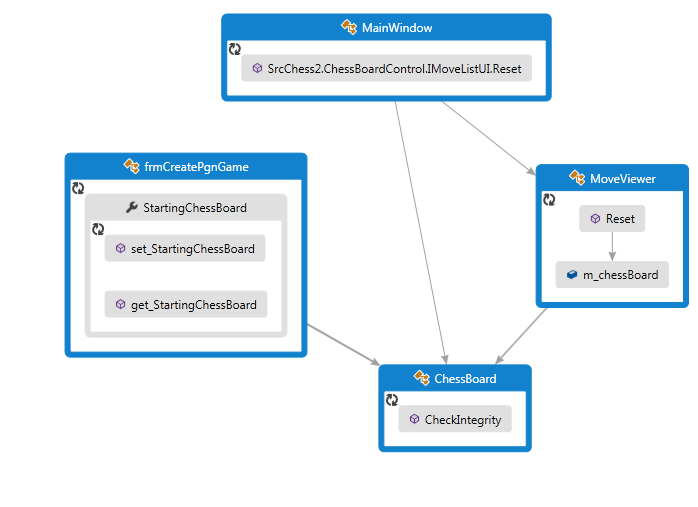 MainWindow
SrcChess2.ChessBoardControl.IMoveListUI.Reset
frmCreatePgnGame
StartingChessBoard
set_StartingChessBoard
get_StartingChessBoard
MoveViewer
Reset
m_chessBoard
ChessBoard
CheckIntegrity